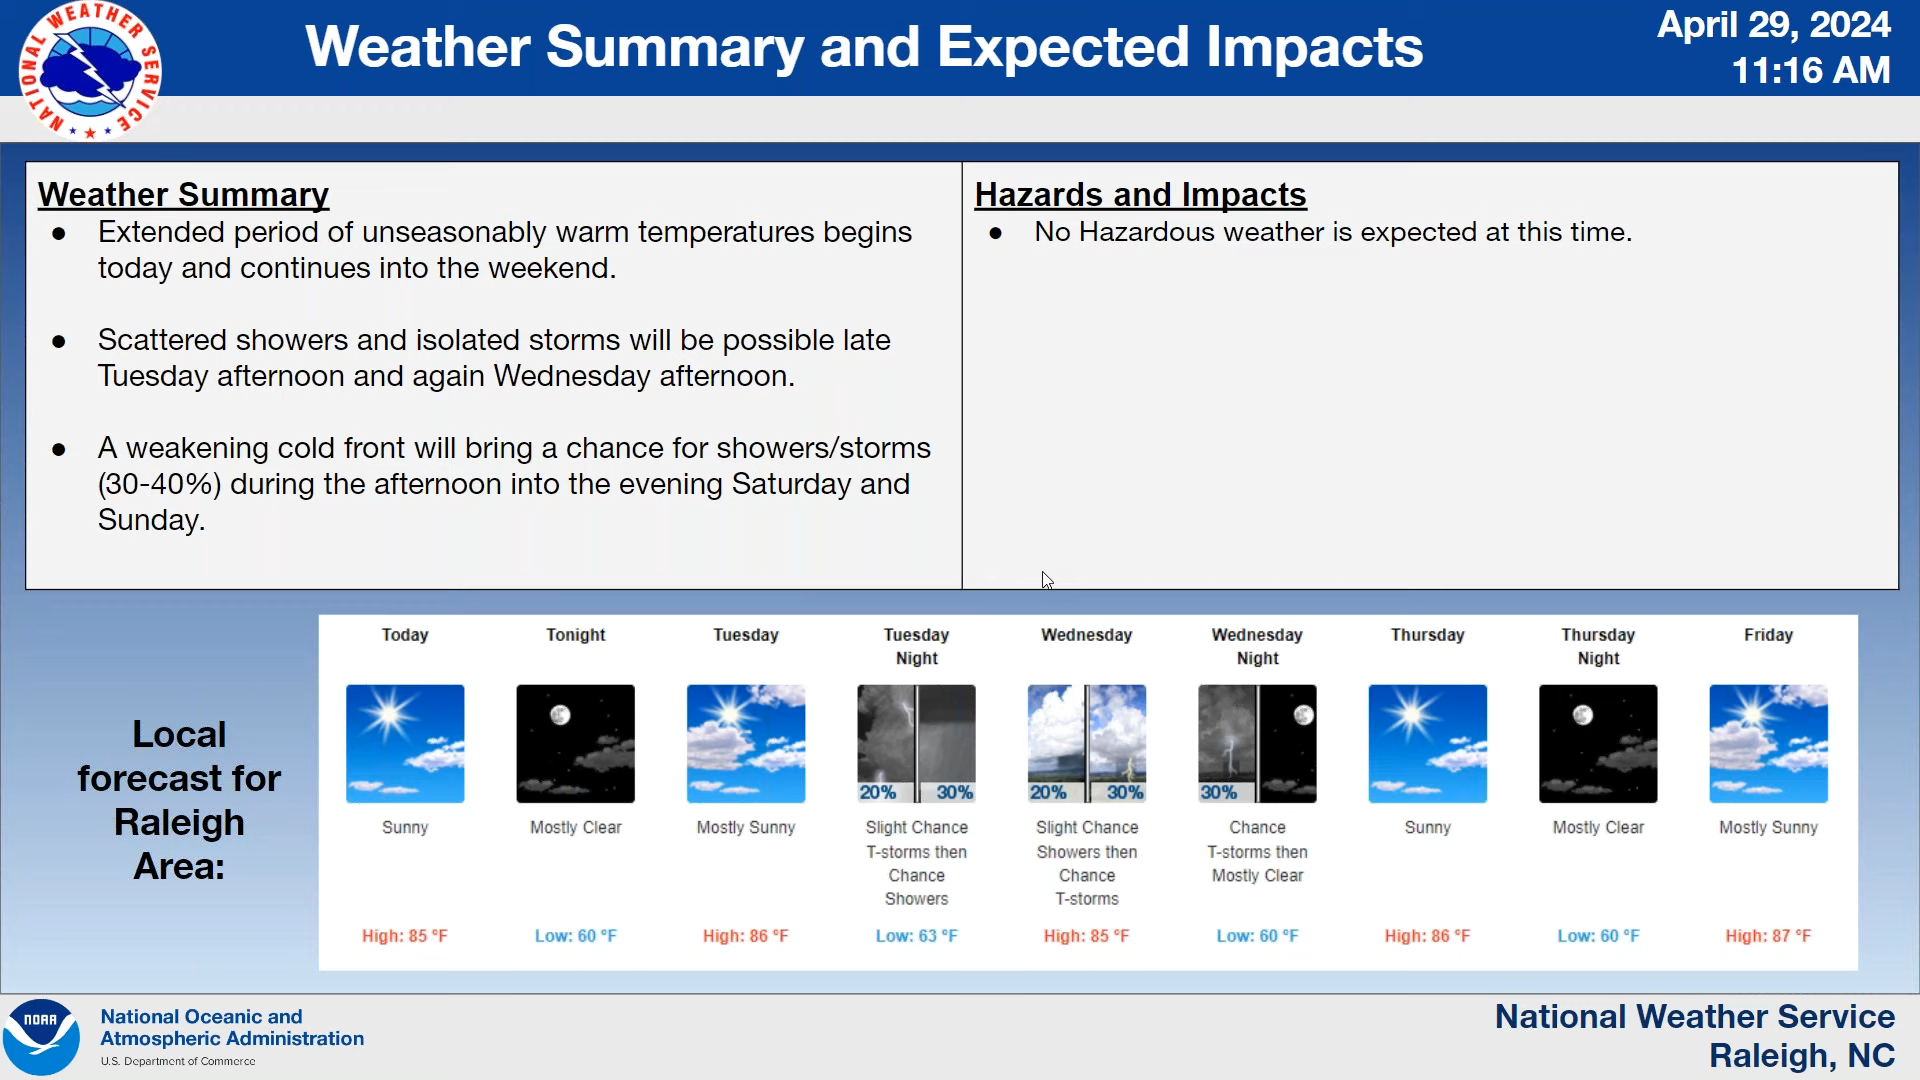 NATIONAL WEATHER SERVICE
Weather Summary and Expected Impacts
April 29, 2024
11:16 AM
Weather Summary
● Extended period of unseasonably warm temperatures begins
today and continues into the weekend.
● Scattered showers and isolated storms will be possible late
Tuesday afternoon and again Wednesday afternoon.
● A weakening cold front will bring a chance for showers/storms
(30-40%) during the afternoon into the evening Saturday and
Sunday.
Hazards and Impacts
● No Hazardous weather is expected at this time.
Local
forecast for
Raleigh
Area:
Today
Sunny
High: 85 °F
Tonight
Mostly Clear
Low: 60 °F
Tuesday
Mostly Sunny
High: 86 °F
Tuesday
Night
20% 30%
Slight Chance
T-storms then
Chance
Showers
Low: 63 °F
Wednesday
20% 30%
Slight Chance
Showers then
Chance
T-storms
High: 85 °F
Wednesday
Night
30%
Chance
T-storms then
Mostly Clear
Low: 60 °F
Thursday
Sunny
High: 86 °F
Thursday
Night
Mostly Clear
Low: 60 °F
Friday
Mostly Sunny
High: 87 °F
NOAA
National Oceanic and
Atmospheric Administration
U.S. Department of Commerce
National Weather Service
Raleigh, NC